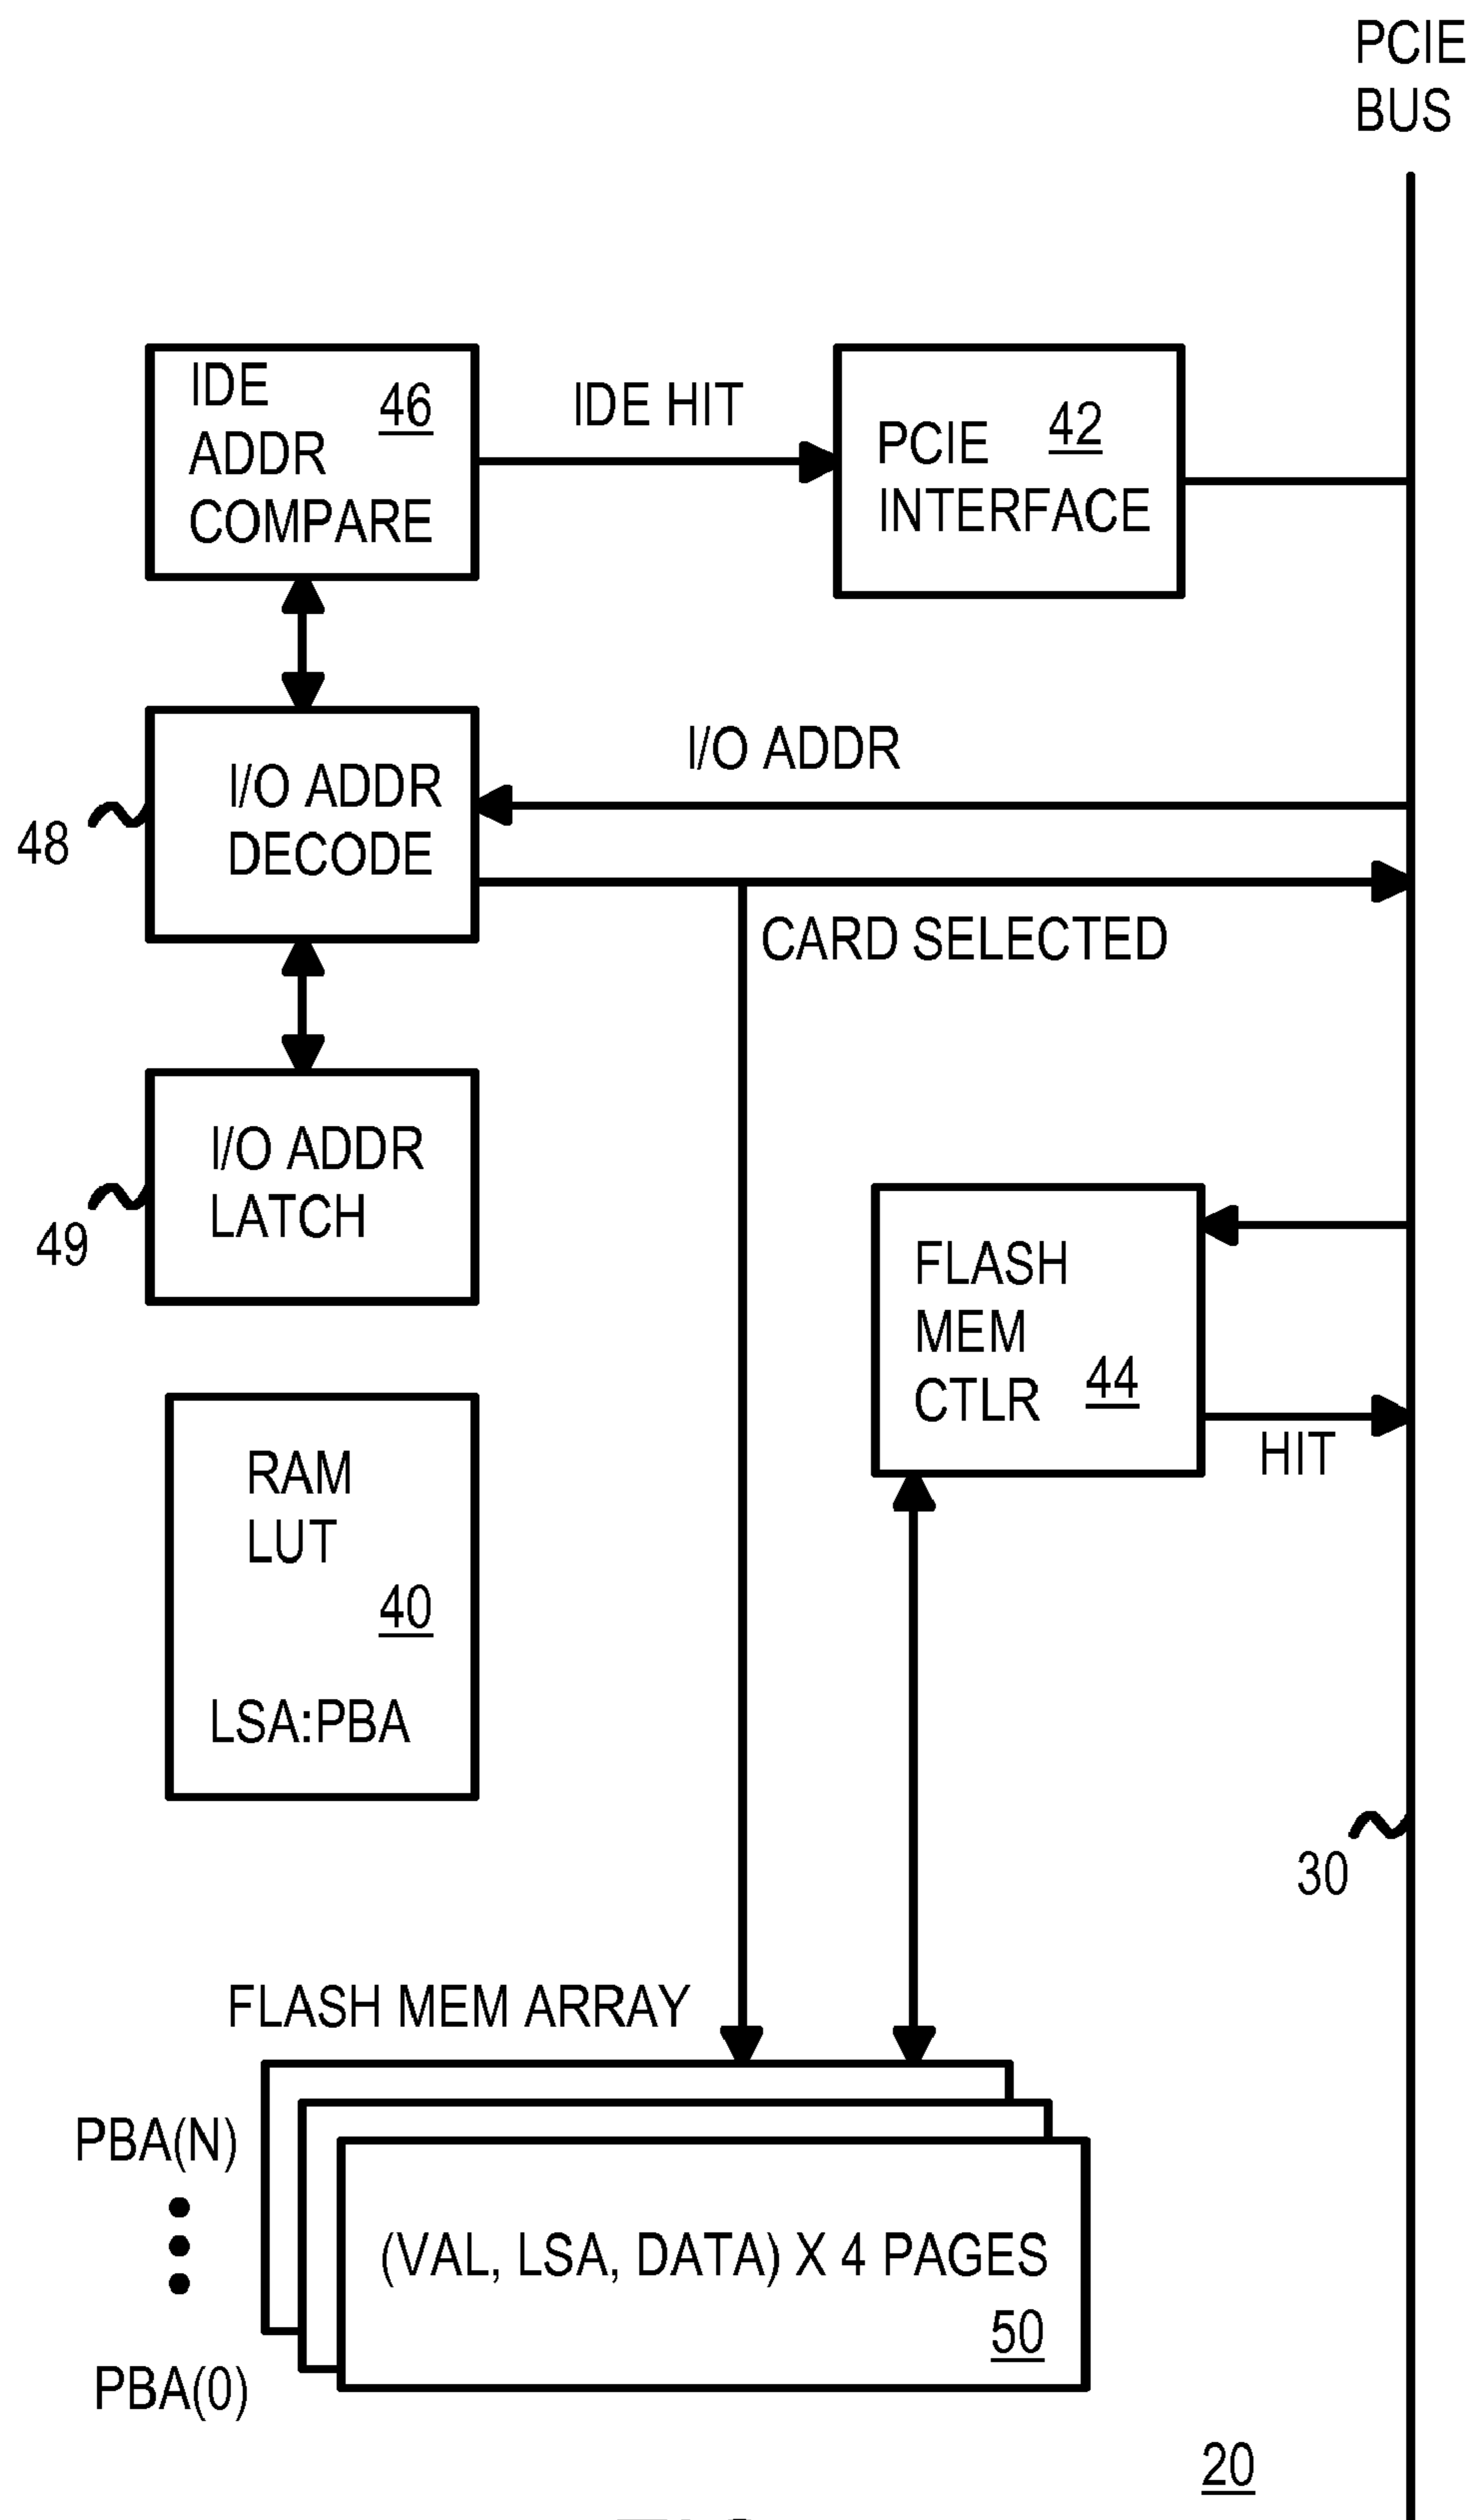 PCIE
BUS
IDE
ADDR
COMPARE
46
IDE HIT
PCIE
INTERFACE
42
I/O ADDR
DECODE
48
I/O ADDR
CARD SELECTED
I/O ADDR
LATCH
49
FLASH
MEM
CTLR
44
HIT
RAM
LUT
40
LSA:PBA
30
FLASH MEM ARRAY
PBA(N)
(VAL, LSA, DATA) X 4 PAGES
50
PBA(0)
20